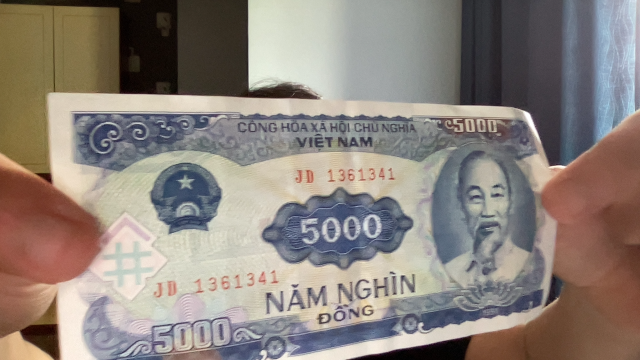 CỘNG HÒA XÃ HỘI CHỦ NGHĨA
VIỆT NAM
5000
JD 1361341
5000
JD 1361341
NĂM NGHÌN
ĐỒNG
5000